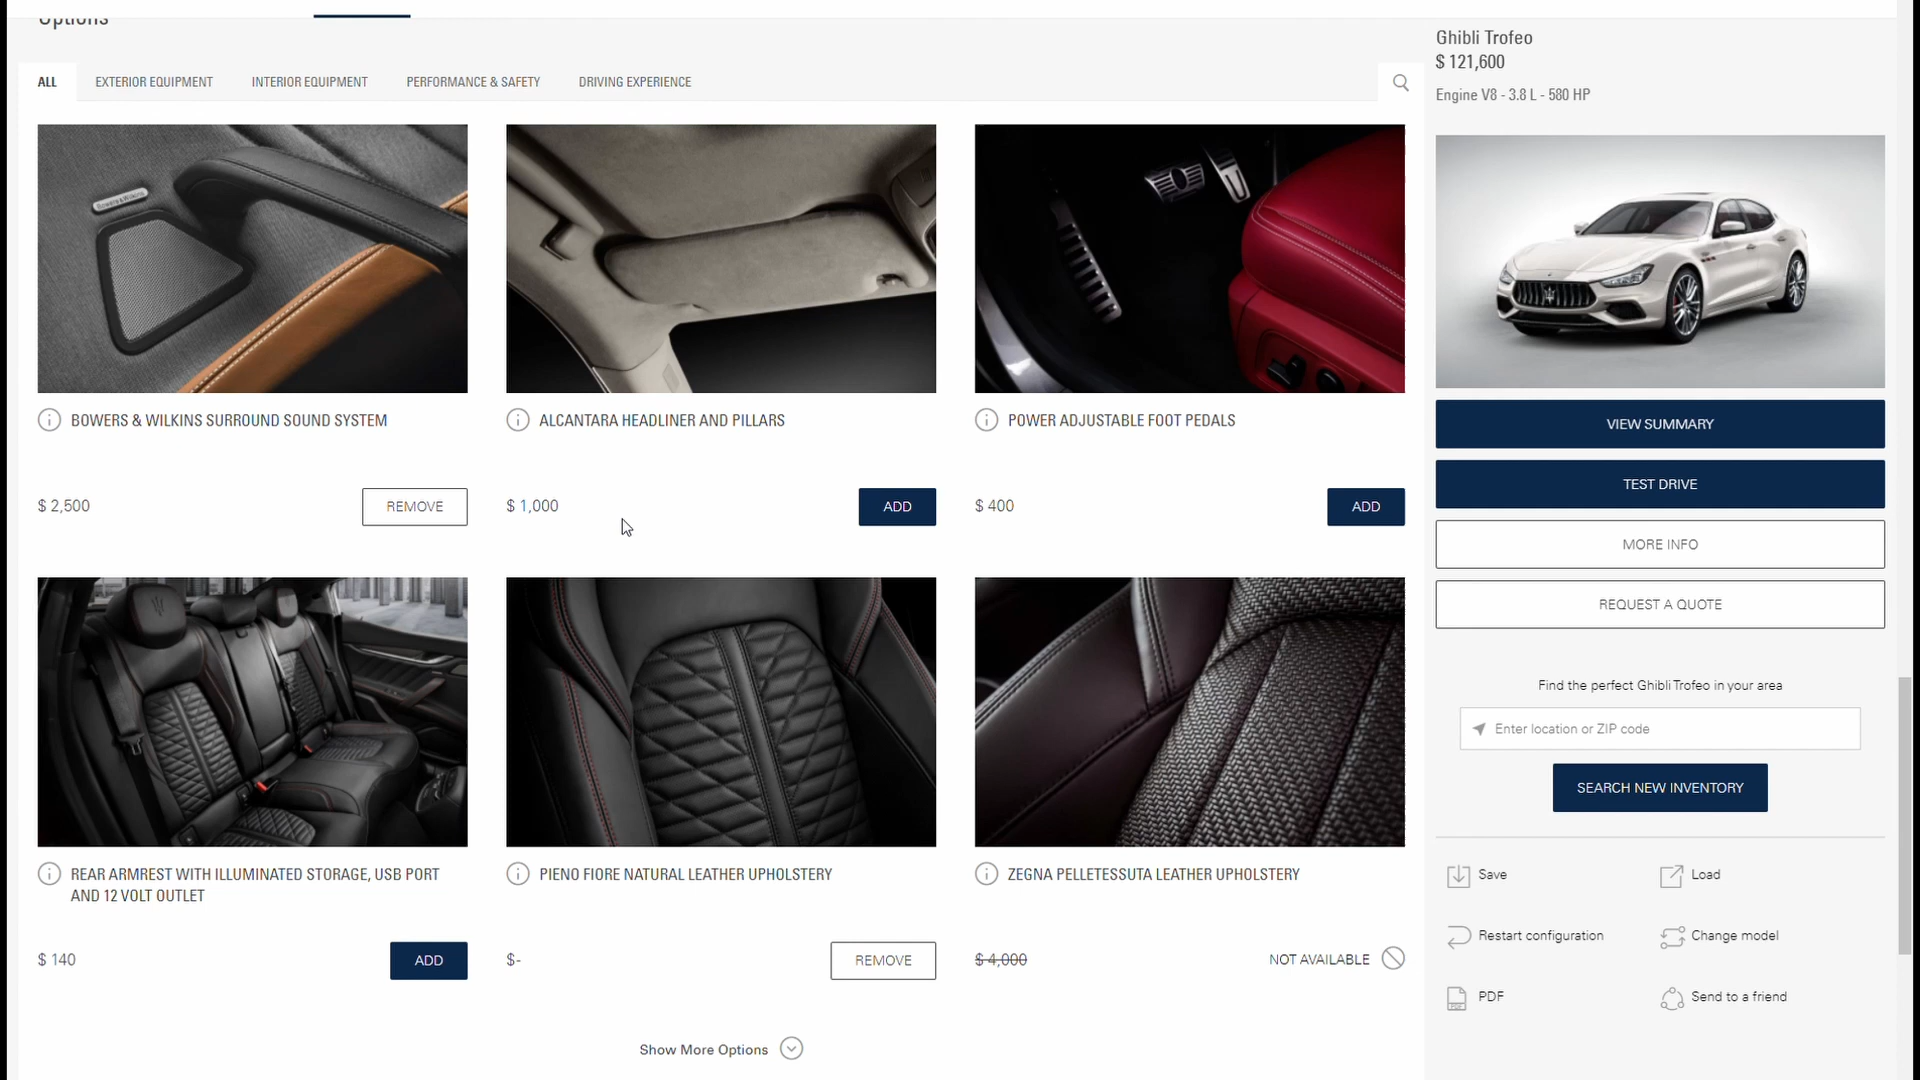 Options
ALL
EXTERIOR EQUIPMENT
INTERIOR EQUIPMENT
PERFORMANCE & SAFETY
DRIVING EXPERIENCE
Bowers & Wilkins
BOWERS & WILKINS SURROUND SOUND SYSTEM
$ 2,500
REMOVE
ALCANTARA HEADLINER AND PILLARS
$ 1,000
ADD
POWER ADJUSTABLE FOOT PEDALS
$ 400
ADD
REAR ARMREST WITH ILLUMINATED STORAGE, USB PORT
AND 12 VOLT OUTLET
$ 140
ADD
PIENO FIORE NATURAL LEATHER UPHOLSTERY
$-
REMOVE
ZEGNA PELLETESSUTA LEATHER UPHOLSTERY
$ 4,000
NOT AVAILABLE
Show More Options
Ghibli Trofeo
$ 121,600
Engine V8 - 3.8 L - 580 HP
VIEW SUMMARY
TEST DRIVE
MORE INFO
REQUEST A QUOTE
Find the perfect Ghibli Trofeo in your area
Enter location or ZIP code
SEARCH NEW INVENTORY
Save
Load
Restart configuration
Change model
PDF
Send to a friend